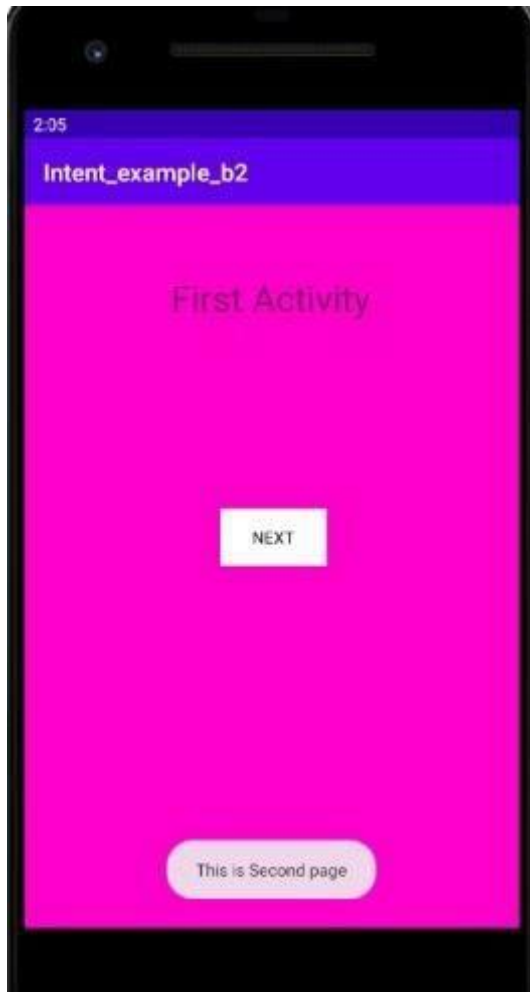 2:05
Intent_example_b2
First Activity
NEXT
This is Second page